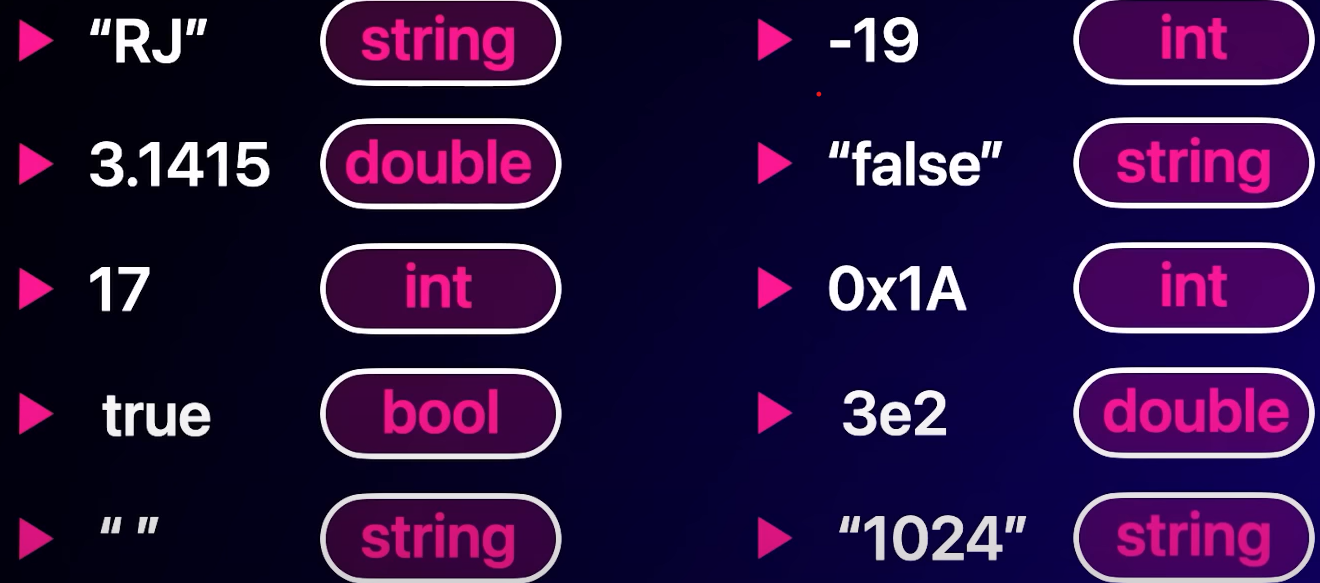 “RJ” string
3.1415 double
17 int
true bool
“ ” string
-19 int
“false” string
0x1A int
3e2 double
“1024” string